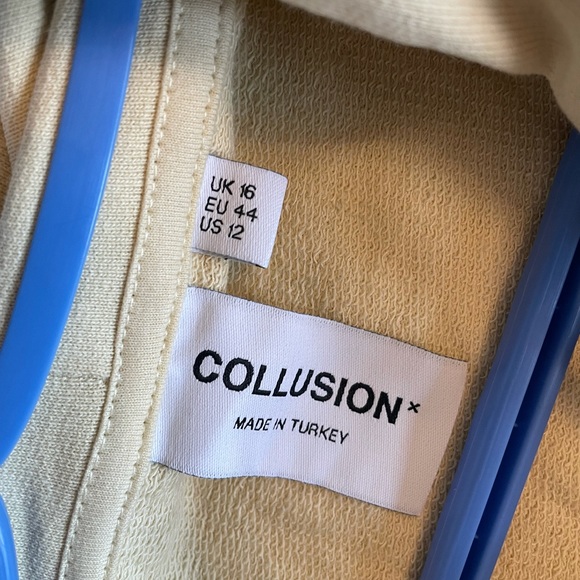 UK 16
EU 44
US 12
COLLUSION×
MADE IN TURKEY